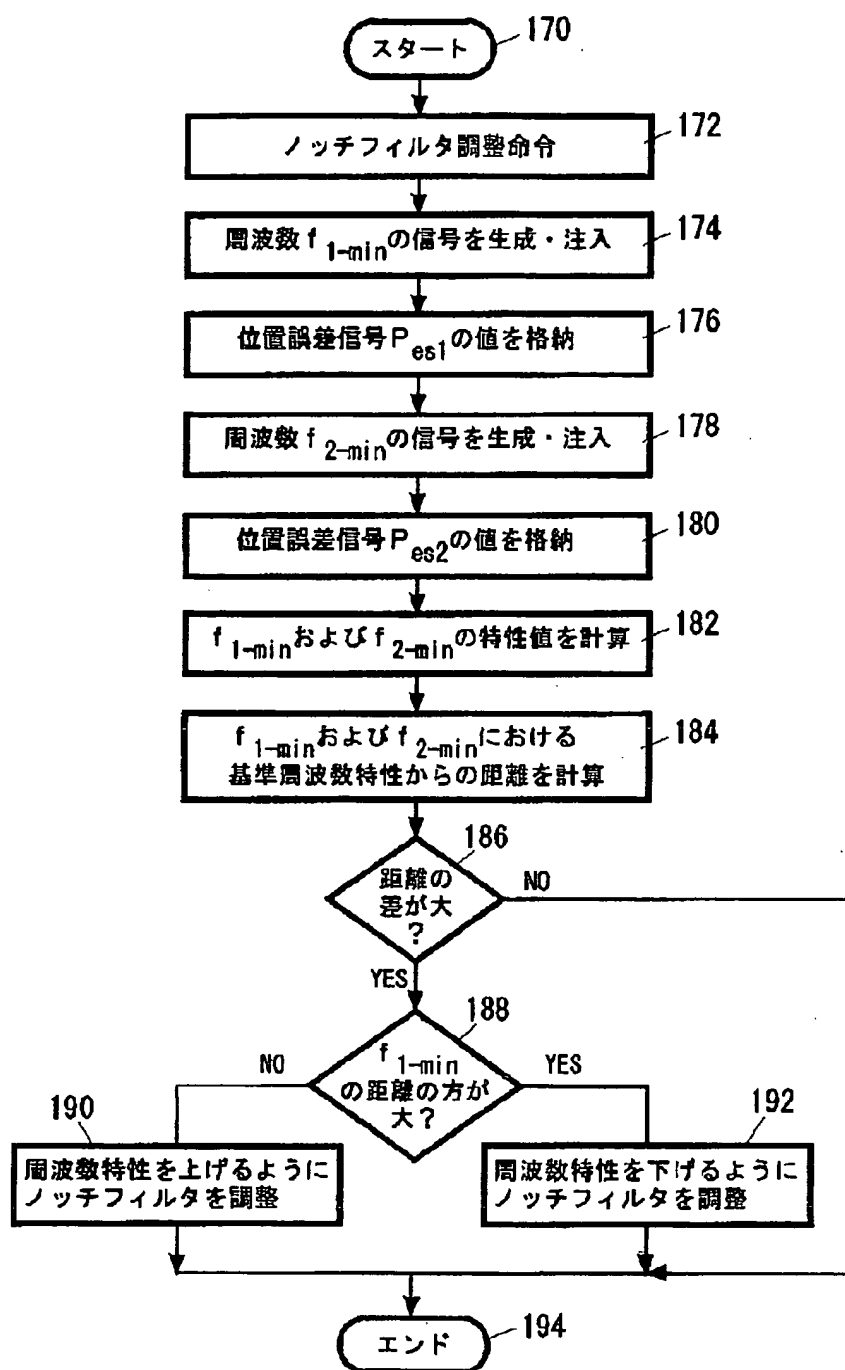 スタート
170
ノッチフィルタ調整命令
172
周波数 f1-minの信号を生成・注入
174
位置誤差信号Pes1の値を格納
176
周波数 f2-minの信号を生成・注入
178
位置誤差信号Pes2の値を格納
180
f1-minおよび f2-minの特性値を計算
182
f1-minおよび f2-minにおける
基準周波数特性からの距離を計算
184
186
距離の
差が大
?
NO
YES
188
f1-min
の距離の方が
大?
NO
YES
190
周波数特性を上げるように
ノッチフィルタを調整
192
周波数特性を下げるように
ノッチフィルタを調整
エンド
194